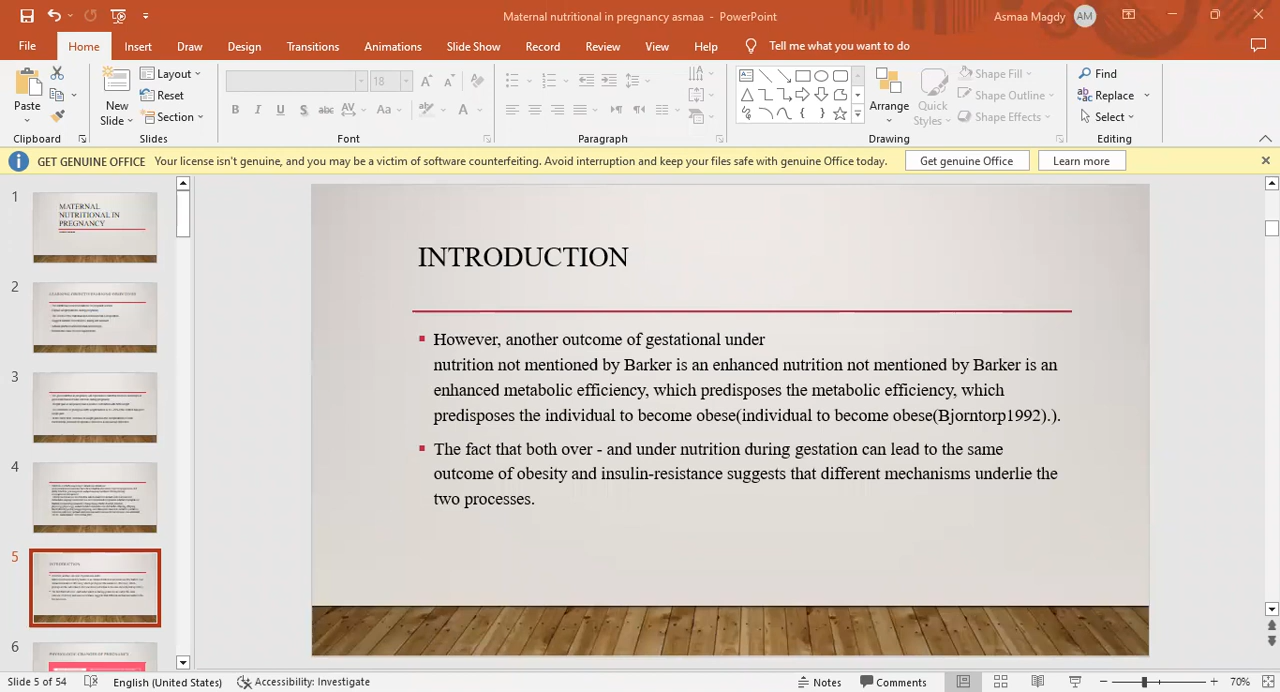 Maternal nutritional in pregnancy asmaa - PowerPoint
Asmaa Magdy AM
File Home Insert Draw Design Transitions Animations Slide Show Record Review View Help Tell me what you want to do
Paste
New Slide
Layout
Reset
Section
18
Aa
Arrange
Quick Styles
Shape Fill
Shape Outline
Shape Effects
Find
Replace
Select
Clipboard Slides Font Paragraph Drawing Editing
GET GENUINE OFFICE Your license isn't genuine, and you may be a victim of software counterfeiting. Avoid interruption and keep your files safe with genuine Office today. Get genuine Office Learn more
1
MATERNAL
NUTRITIONAL IN
PREGNANCY
2
3
4
5
INTRODUCTION
6
INTRODUCTION
However, another outcome of gestational under
nutrition not mentioned by Barker is an enhanced nutrition not mentioned by Barker is an
enhanced metabolic efficiency, which predisposes the metabolic efficiency, which
predisposes the individual to become obese(individual to become obese(Bjorntorp1992).).
The fact that both over - and under nutrition during gestation can lead to the same
outcome of obesity and insulin-resistance suggests that different mechanisms underlie the
two processes.
Slide 5 of 54 English (United States) Accessibility: Investigate Notes Comments 70%